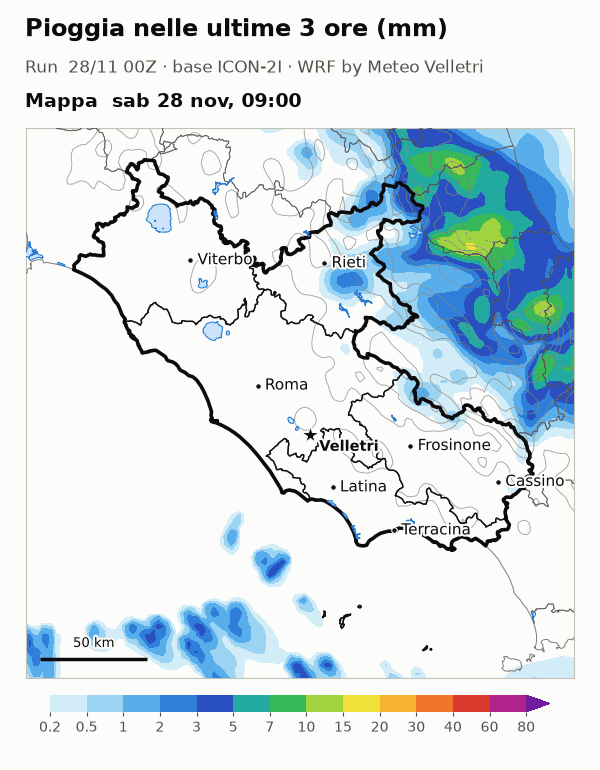 Pioggia nelle ultime 3 ore (mm)
Run  28/11 00Z · base ICON-2I · WRF by Meteo Velletri
Mappa  sab 28 nov, 09:00
Viterbo
Rieti
Roma
Velletri
Frosinone
Latina
Cassino
Terracina
50 km
0.2 0.5 1 2 3 5 7 10 15 20 30 40 60 80